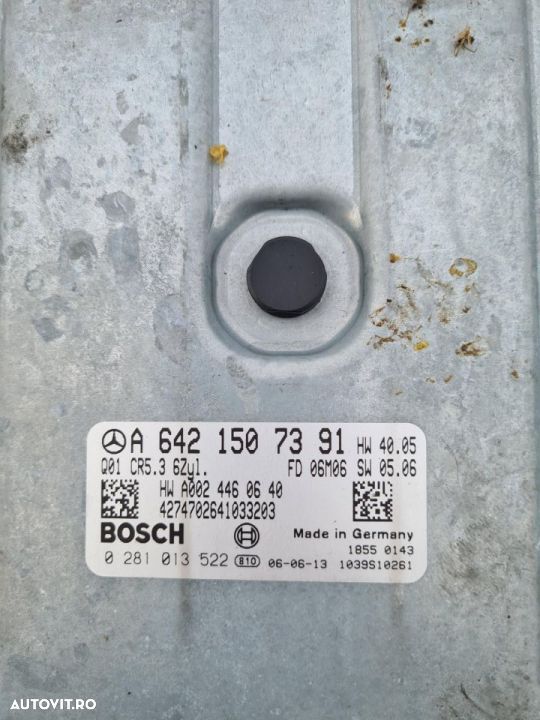 A 642 150 73 91 HW 40.05
Q01 CR5.3 6Zyl. FD 06M06 SW 05.06
HW A002 446 06 40
4274702641033203
BOSCH Made in Germany
1855 0143
0 281 013 522 810 06-06-13 1039S10261
AUTOVIT.RO
AUTOVIT.RO